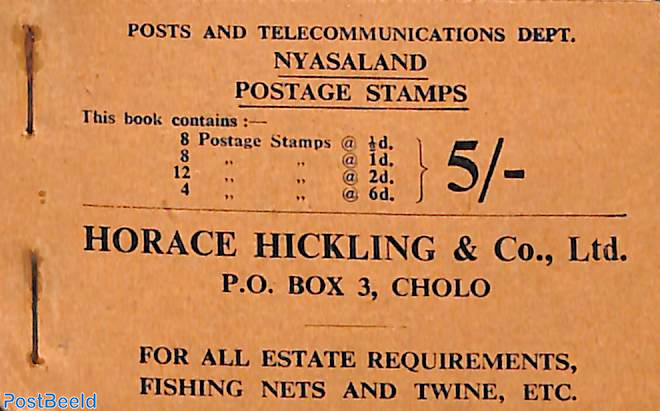 POSTS AND TELECOMMUNICATIONS DEPT.
NYASALAND
POSTAGE STAMPS
This book contains :—
8 Postage Stamps @ ½d.
8 ,, ,, @ 1d.
12 ,, ,, @ 2d.
4 ,, ,, @ 6d.
5/-
HORACE HICKLING & Co., Ltd.
P.O. BOX 3, CHOLO
FOR ALL ESTATE REQUIREMENTS,
FISHING NETS AND TWINE, ETC.
PostBeeld